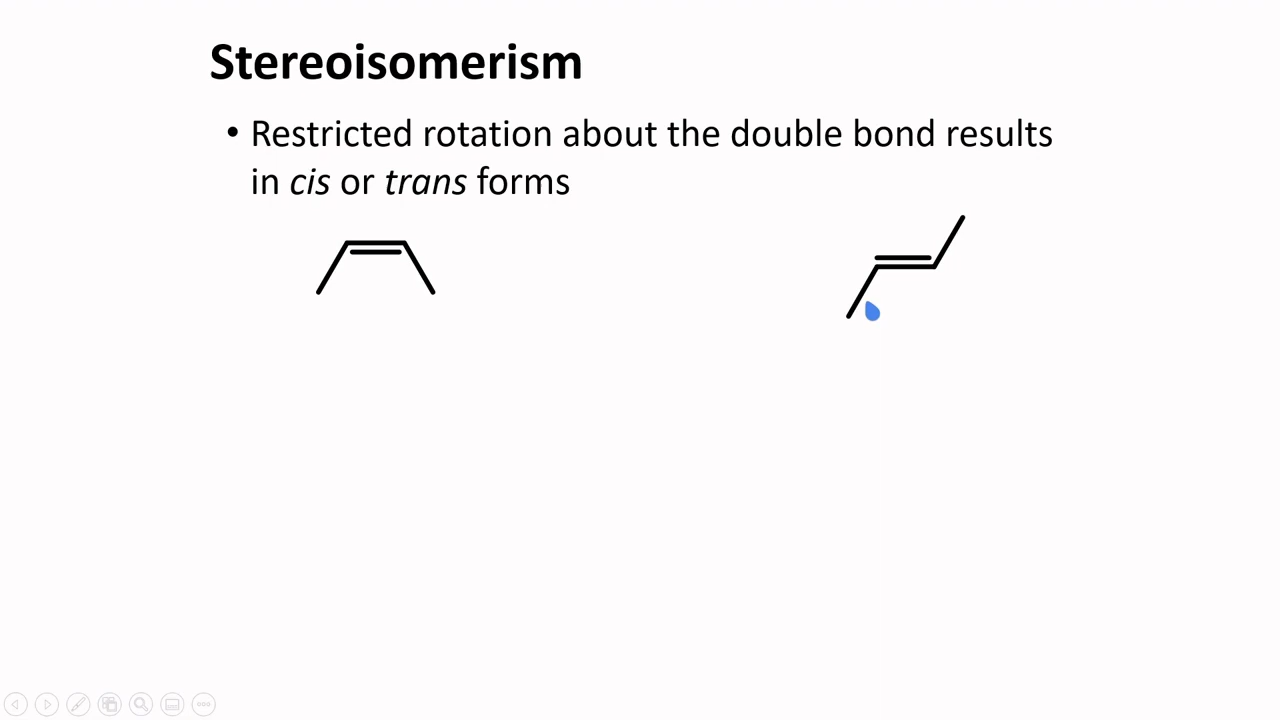 Stereoisomerism
• Restricted rotation about the double bond results
in cis or trans forms